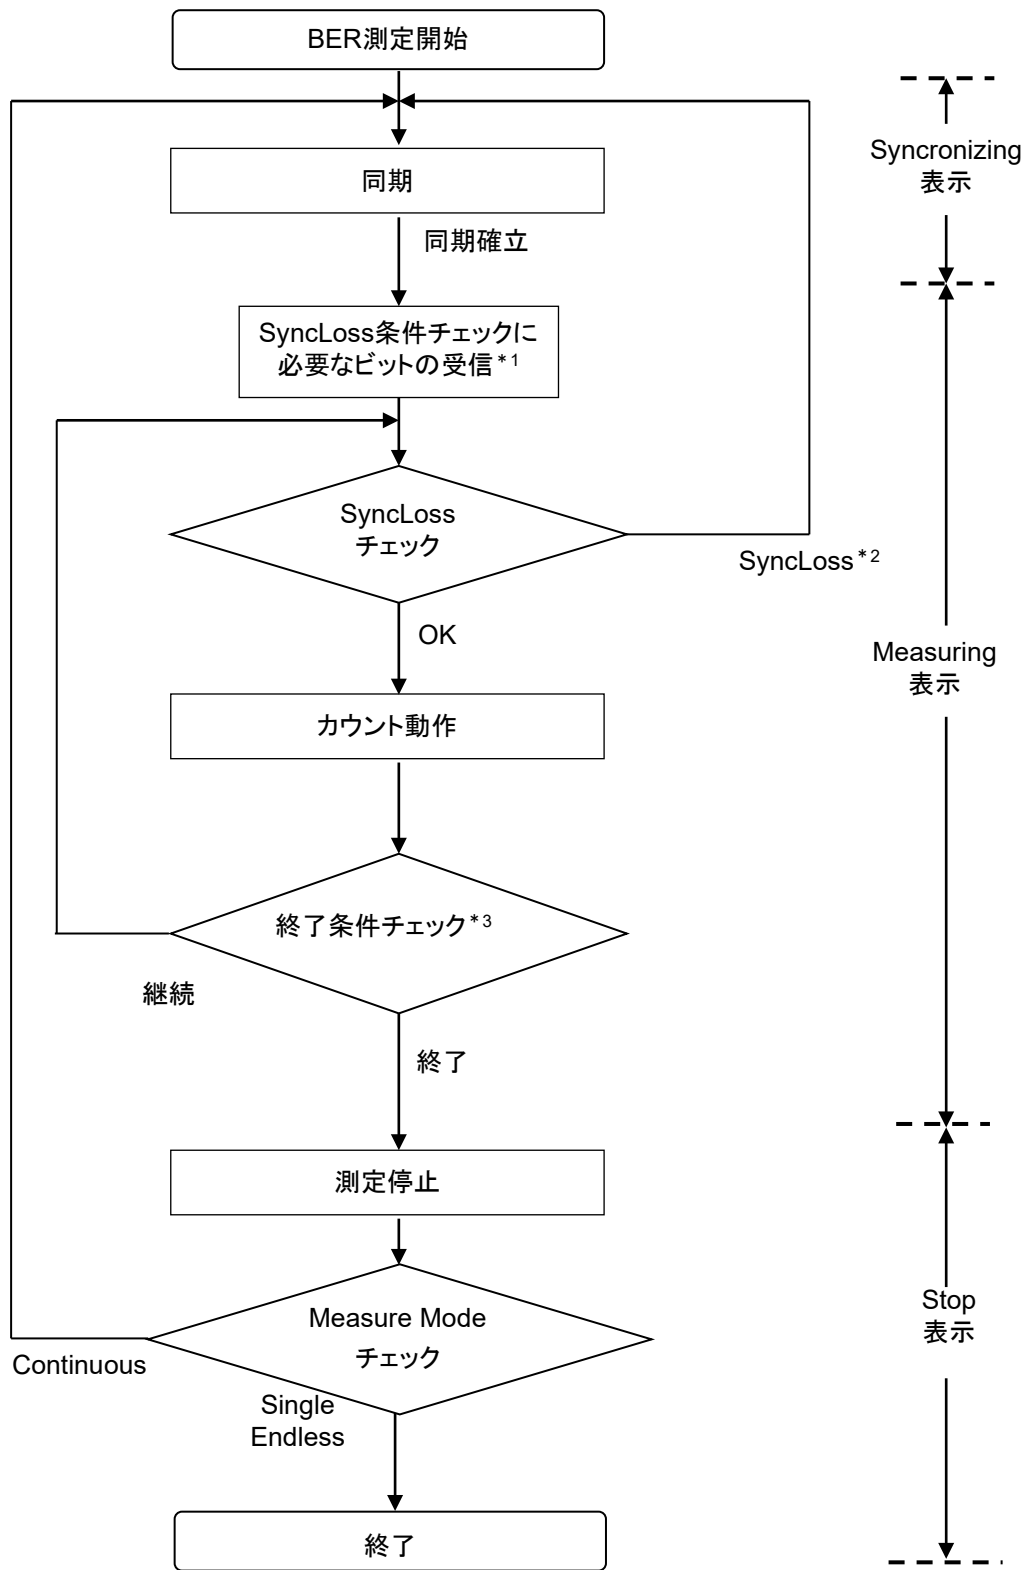 BER測定開始
Syncronizing
表示
同期
同期確立
SyncLoss条件チェックに
必要なビットの受信*1
SyncLoss
チェック
SyncLoss*2
OK
Measuring
表示
カウント動作
終了条件チェック*3
継続
終了
測定停止
Stop
表示
Measure Mode
チェック
Continuous
Single
Endless
終了